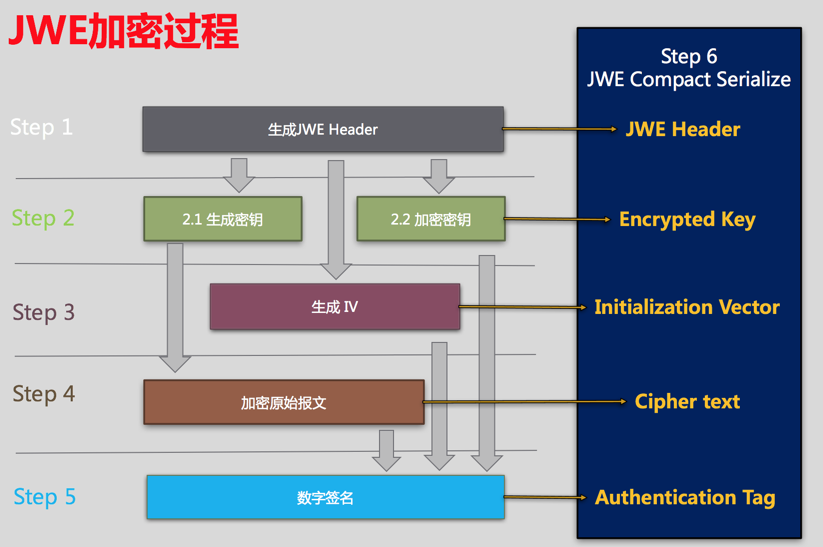 JWE加密过程
Step 6
JWE Compact Serialize
Step 1
生成JWE Header
JWE Header
Step 2
2.1 生成密钥
2.2 加密密钥
Encrypted Key
Step 3
生成 IV
Initialization Vector
Step 4
加密原始报文
Cipher text
Step 5
数字签名
Authentication Tag